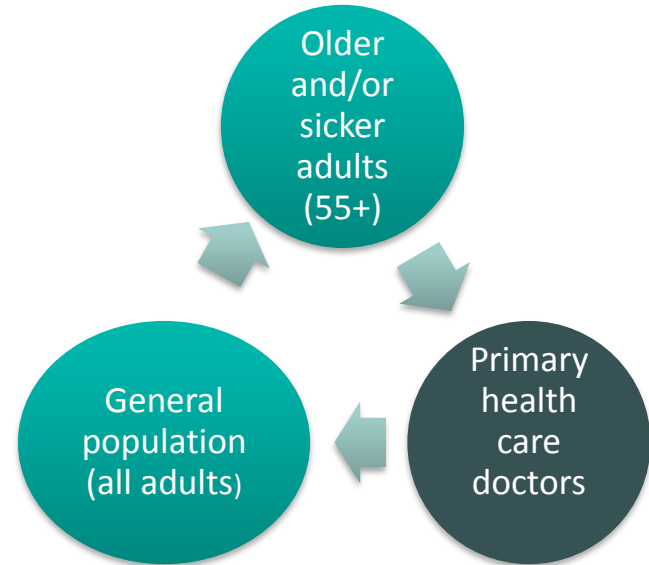 Older
and/or
sicker
adults
(55+)
Primary
health
care
doctors
General
population
(all adults)